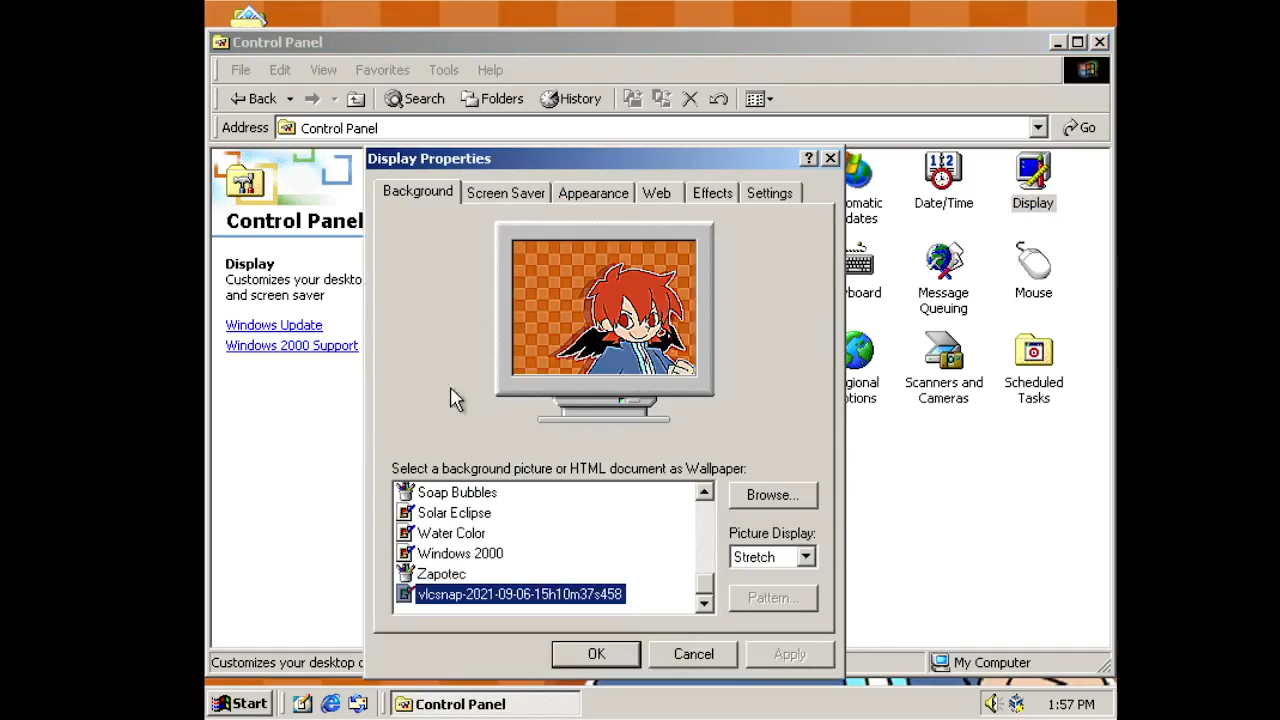 Control Panel
File Edit View Favorites Tools Help
Back Search Folders History
Address Control Panel Go
Display Properties
Background Screen Saver Appearance Web Effects Settings
Control Panel
Display
Customizes your deskto
and screen saver
Windows Update
Windows 2000 Support
omatic
dates
Date/Time
Display
yboard
Message
Queuing
Mouse
gional
otions
Scanners and
Cameras
Scheduled
Tasks
Select a background picture or HTML document as Wallpaper:
Soap Bubbles
Solar Eclipse
Water Color
Windows 2000
Zapotec
vlcsnap-2021-09-06-15h10m37s458
Browse...
Picture Display:
Stretch
Pattern...
OK Cancel Apply
Customizes your desktop My Computer
Start Control Panel 1:57 PM